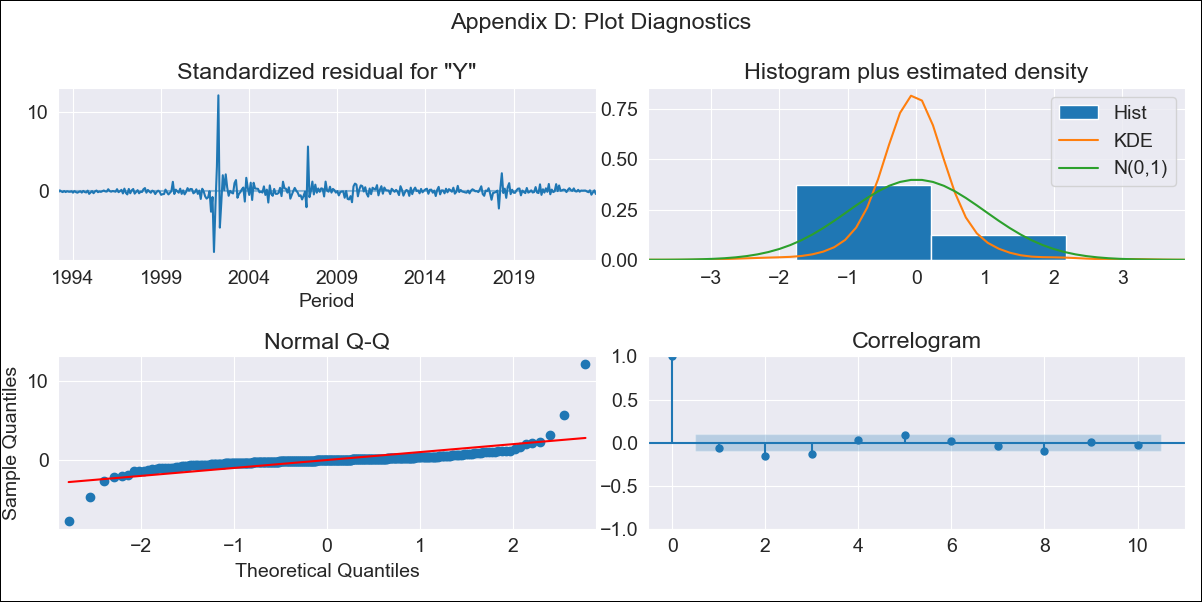 Appendix D: Plot Diagnostics
Standardized residual for "Y"
10
0
1994 1999 2004 2009 2014 2019
Period
Histogram plus estimated density
0.75
0.50
0.25
0.00
Hist
KDE
N(0,1)
−3 −2 −1 0 1 2 3
Normal Q-Q
Sample Quantiles
10
0
−2 −1 0 1 2
Theoretical Quantiles
Correlogram
1.0
0.5
0.0
−0.5
−1.0
0 2 4 6 8 10